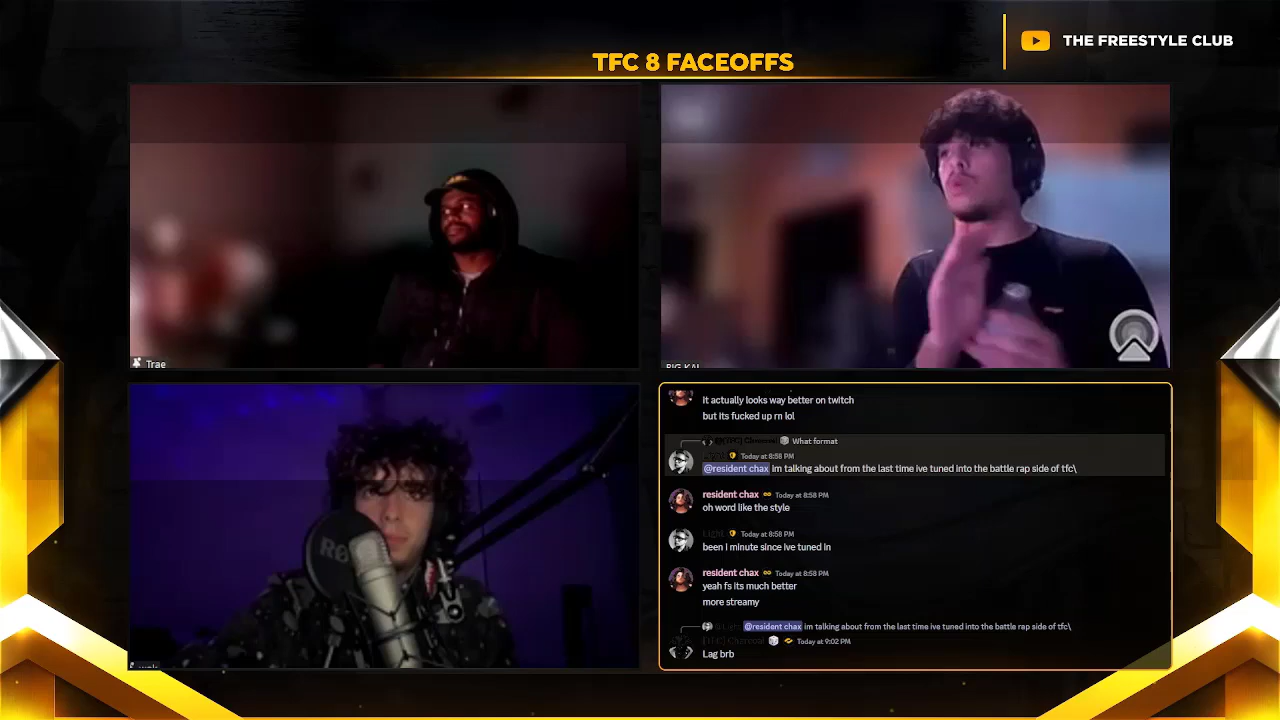 THE FREESTYLE CLUB
TFC 8 FACEOFFS
Trae
BIG KAI
RØ
it actually looks way better on twitch
but its fucked up rn lol
What format
Today at 8:58 PM
@resident chax im talking about from the last time ive tuned into the battle rap side of tfc\
resident chax Today at 8:58 PM
oh word like the style
Light Today at 8:58 PM
been i minute since ive tuned in
resident chax Today at 8:58 PM
yeah fs its much better
more streamy
@resident chax im talking about from the last time ive tuned into the battle rap side of tfc\
Today at 9:02 PM
Lag brb